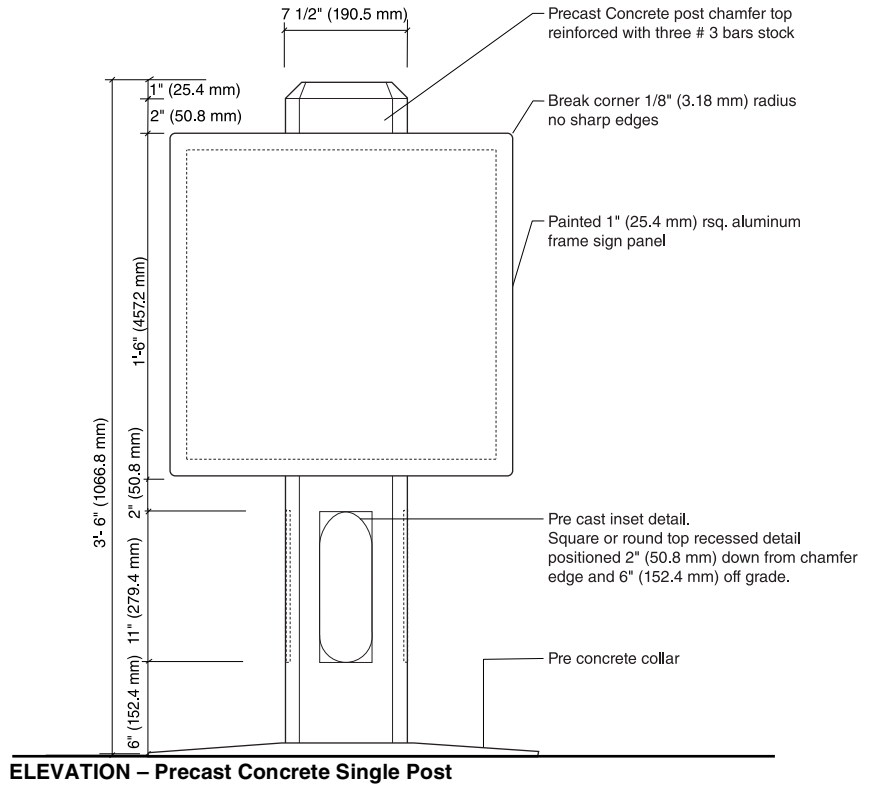 7 1/2" (190.5 mm)
Precast Concrete post chamfer top
reinforced with three # 3 bars stock
1" (25.4 mm)
2" (50.8 mm)
Break corner 1/8" (3.18 mm) radius
no sharp edges
Painted 1" (25.4 mm) rsq. aluminum
frame sign panel
1'-6" (457.2 mm)
3'- 6" (1066.8 mm)
2" (50.8 mm)
Pre cast inset detail.
Square or round top recessed detail
positioned 2" (50.8 mm) down from chamfer
edge and 6" (152.4 mm) off grade.
11" (279.4 mm)
Pre concrete collar
6" (152.4 mm)
ELEVATION – Precast Concrete Single Post